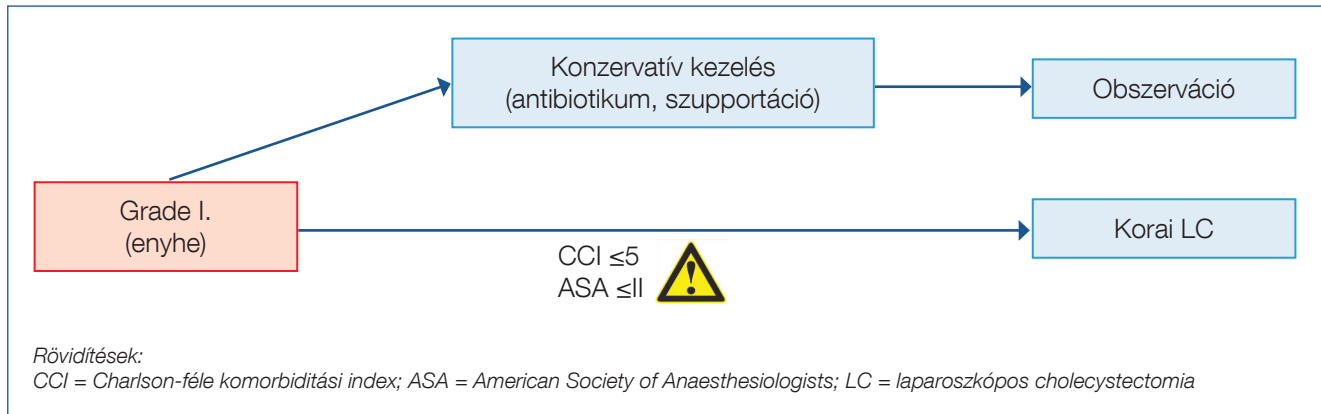 Konzervatív kezelés
(antibiotikum, szupportáció)
Obszerváció
Grade I.
(enyhe)
Korai LC
CCI ≤5
ASA ≤II
Rövidítések:
CCI = Charlson-féle komorbiditási index; ASA = American Society of Anaesthesiologists; LC = laparoszkópos cholecystectomia